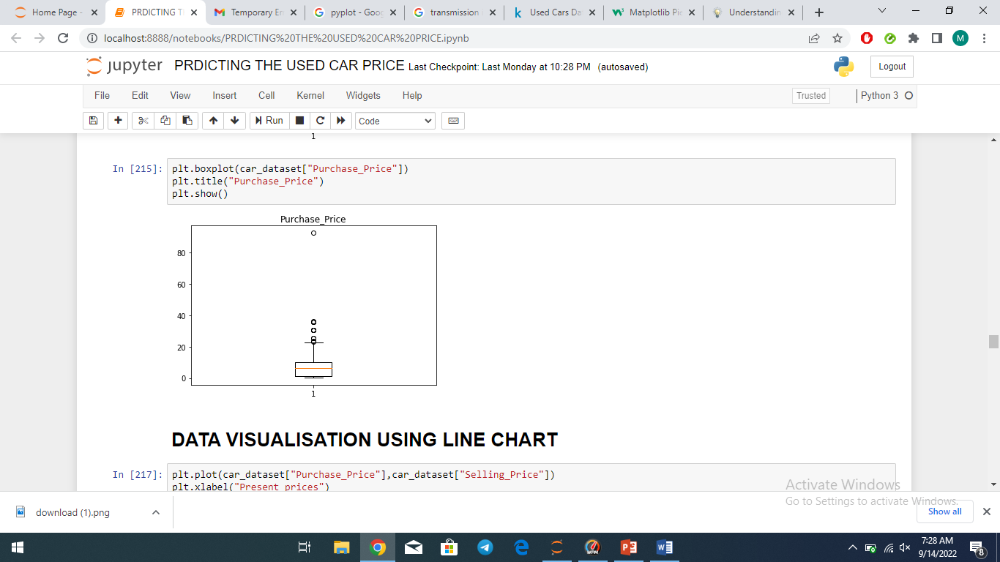 Home Page -
PRDICTING T
Temporary En
pyplot - Goog
transmission
Used Cars Da
Matplotlib Pie
Understandin
localhost:8888/notebooks/PRDICTING%20THE%20USED%20CAR%20PRICE.ipynb
M
jupyter PRDICTING THE USED CAR PRICE Last Checkpoint: Last Monday at 10:28 PM (autosaved)
Logout
File Edit View Insert Cell Kernel Widgets Help
Trusted
Python 3
Run
Code
1
In [215]:
plt.boxplot(car_dataset["Purchase_Price"])
plt.title("Purchase_Price")
plt.show()
Purchase_Price
80
60
40
20
0
1
DATA VISUALISATION USING LINE CHART
In [217]:
plt.plot(car_dataset["Purchase_Price"],car_dataset["Selling_Price"])
plt.xlabel("Present prices")
Activate Windows
Go to Settings to activate Windows.
download (1).png
Show all
7:28 AM
9/14/2022
8